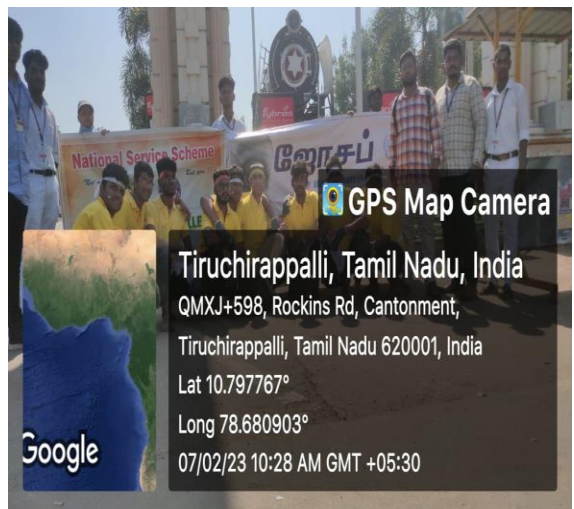 National Service Scheme
Not
ஜோசப்
GPS Map Camera
Tiruchirappalli, Tamil Nadu, India
QMXJ+598, Rockins Rd, Cantonment,
Tiruchirappalli, Tamil Nadu 620001, India
Lat 10.797767°
Long 78.680903°
07/02/23 10:28 AM GMT +05:30
Google